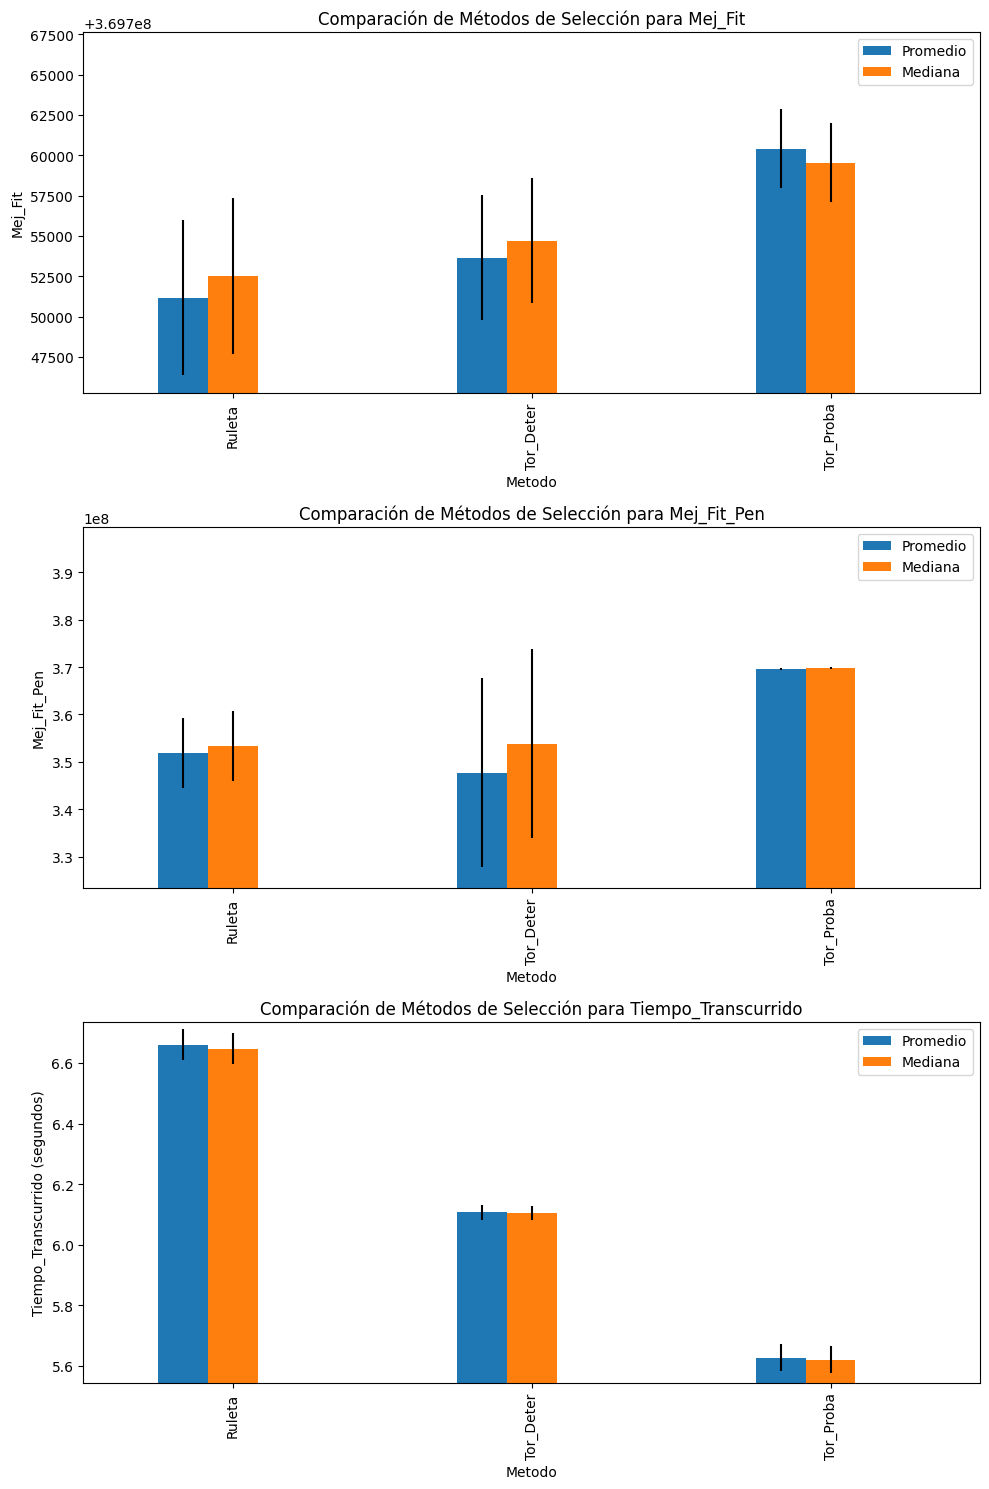 Comparación de Métodos de Selección para Mej_Fit
+3.697e8
67500
65000
62500
60000
57500
55000
52500
50000
47500
Mej_Fit
Promedio
Mediana
Ruleta
Tor_Deter
Tor_Proba
Metodo
Comparación de Métodos de Selección para Mej_Fit_Pen
1e8
3.9
3.8
3.7
3.6
3.5
3.4
3.3
Mej_Fit_Pen
Promedio
Mediana
Ruleta
Tor_Deter
Tor_Proba
Metodo
Comparación de Métodos de Selección para Tiempo_Transcurrido
6.6
6.4
6.2
6.0
5.8
5.6
Tiempo_Transcurrido (segundos)
Promedio
Mediana
Ruleta
Tor_Deter
Tor_Proba
Metodo